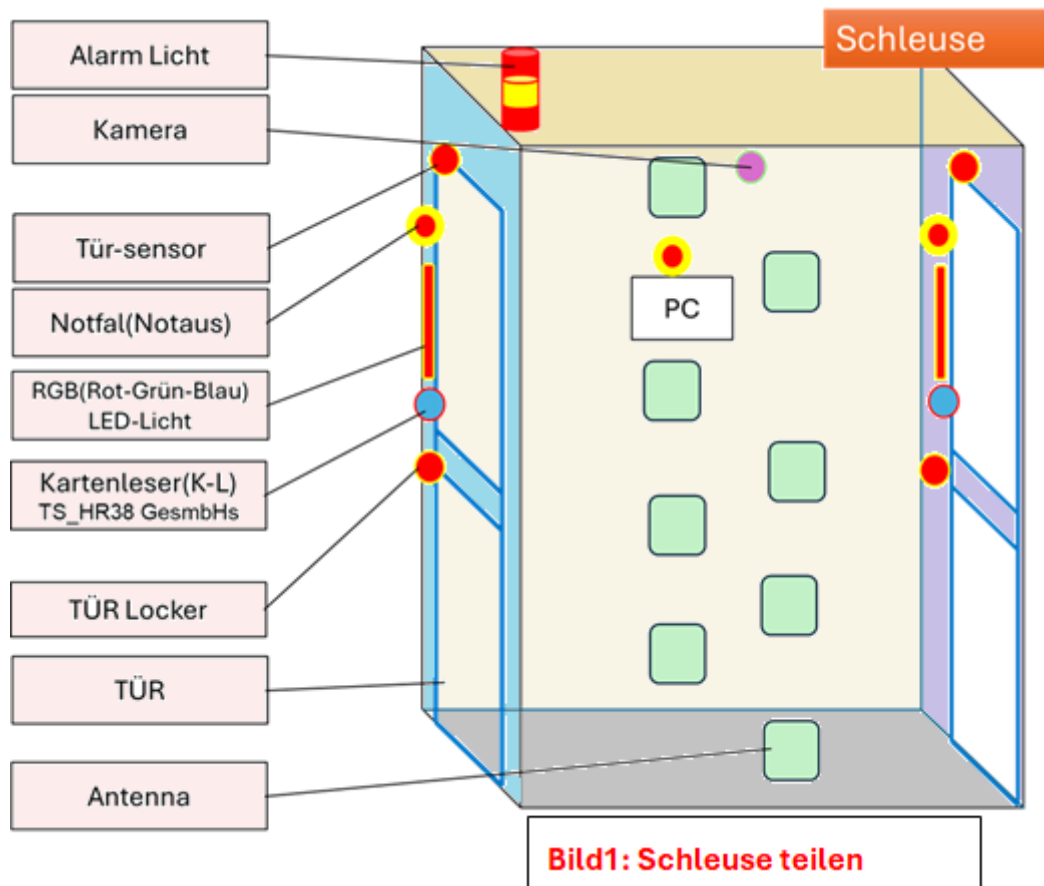 Schleuse
Alarm Licht
Kamera
Tür-sensor
Notfal(Notaus)
RGB(Rot-Grün-Blau)
LED-Licht
Kartenleser(K-L)
TS_HR38 GesmbHs
TÜR Locker
TÜR
Antenna
PC
Bild1: Schleuse teilen